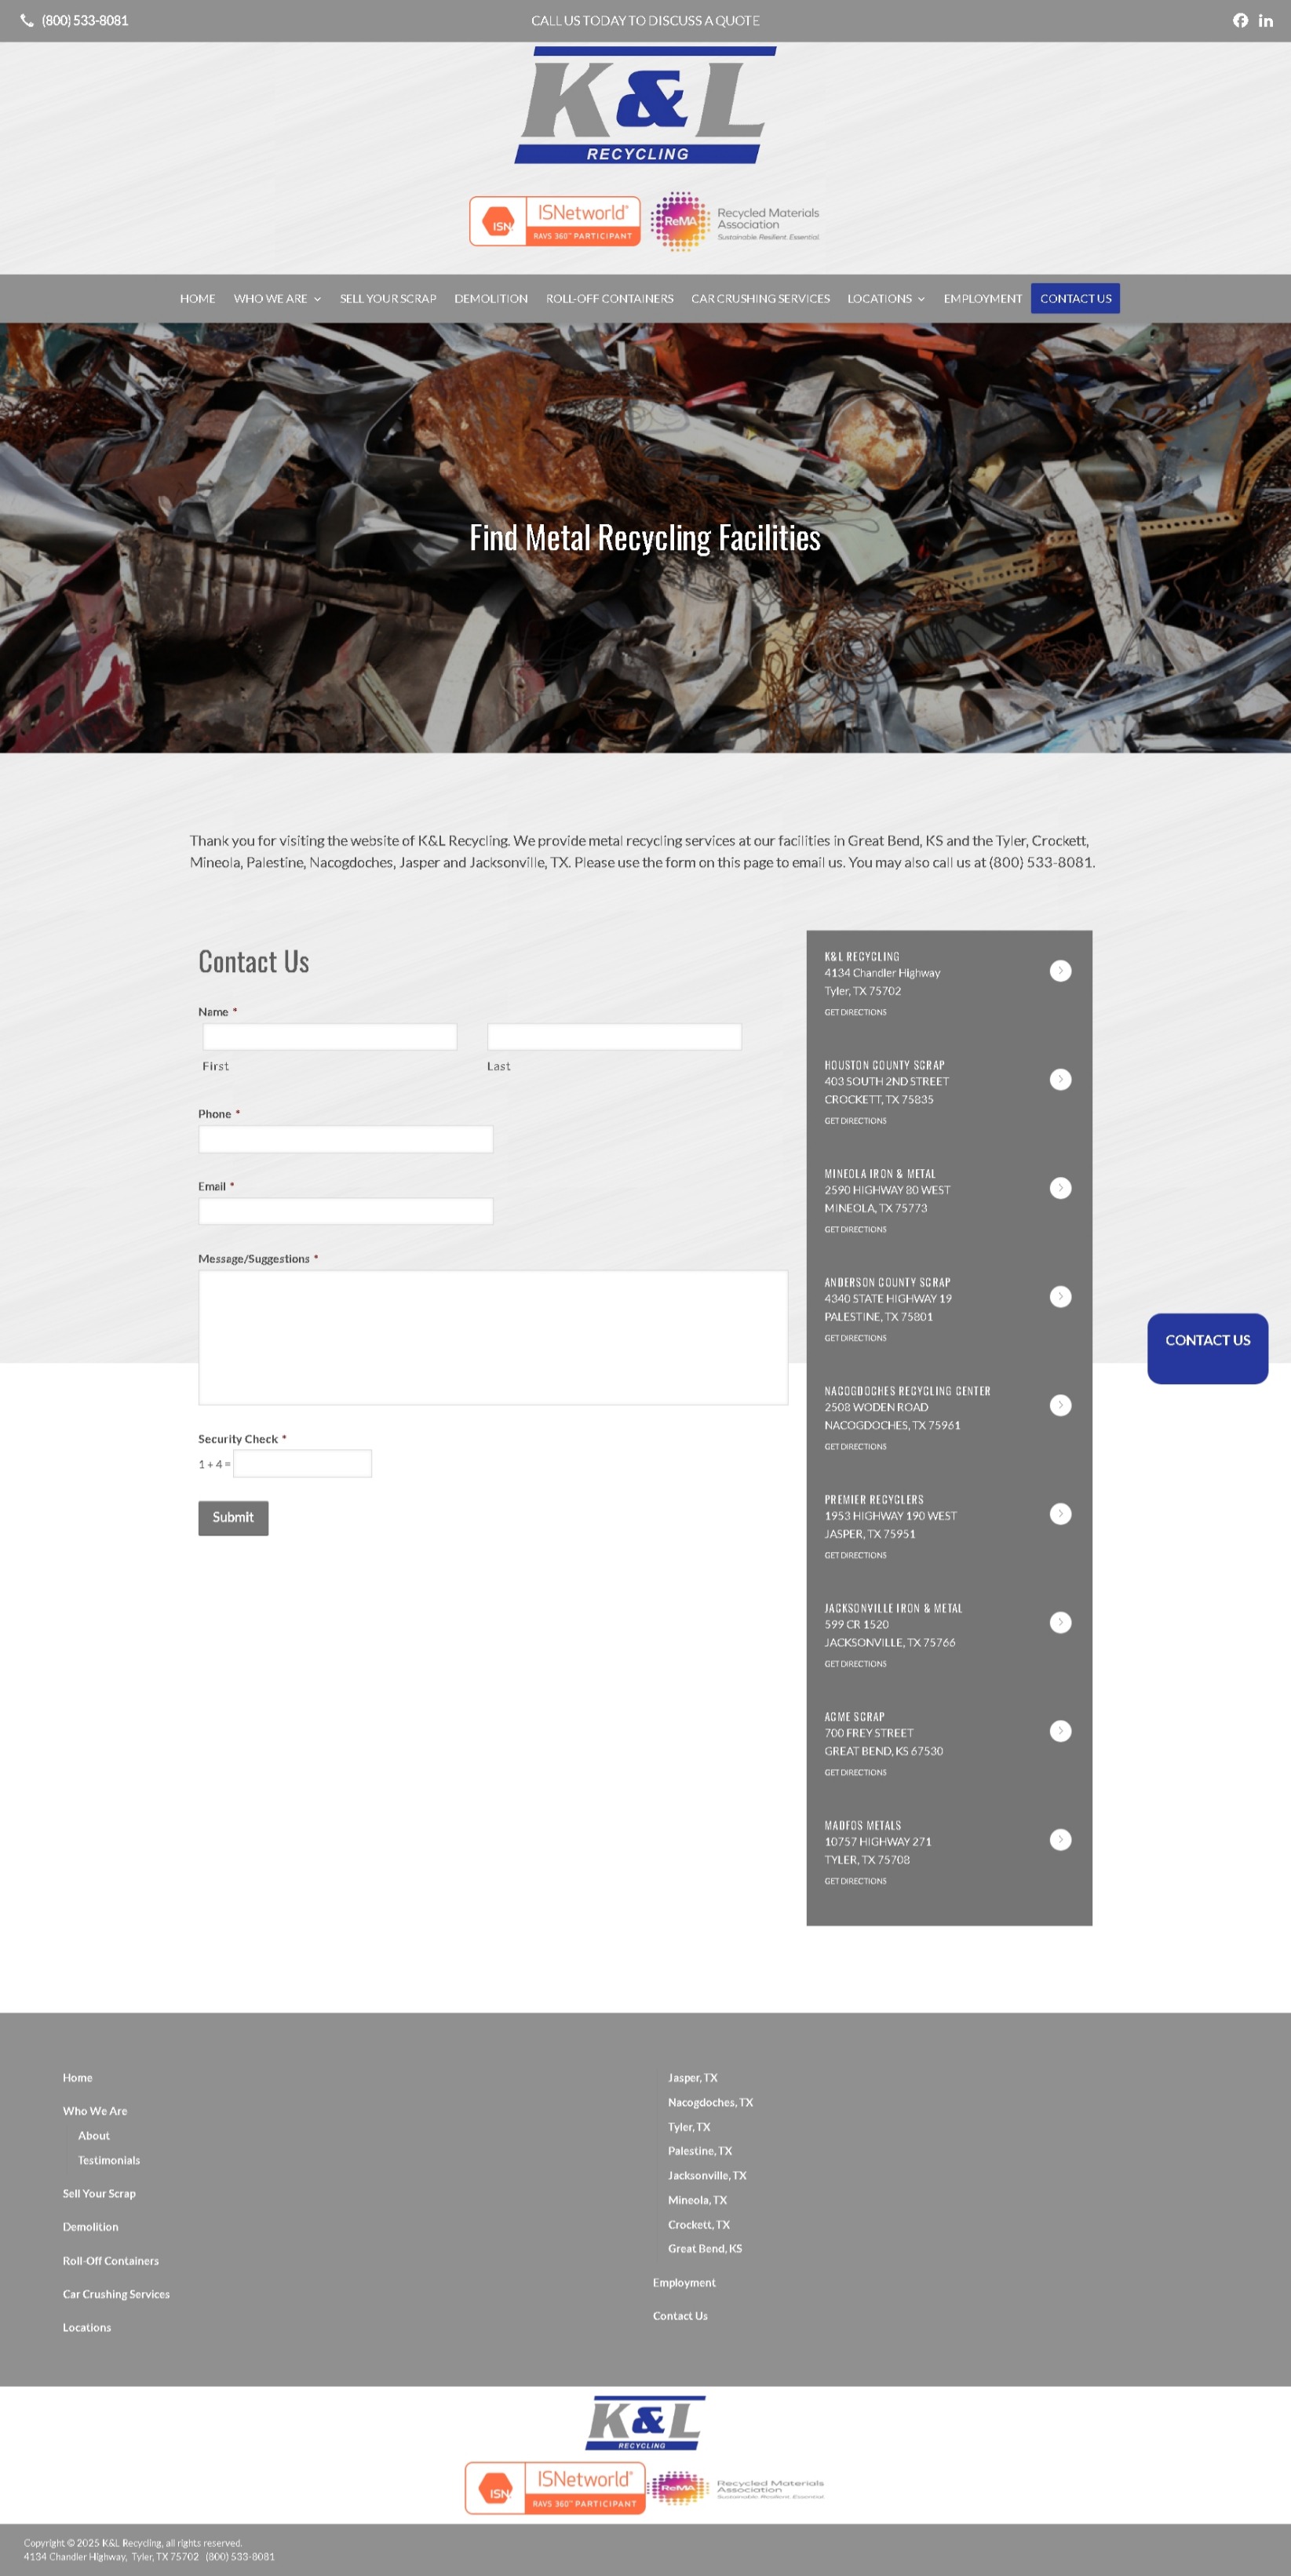 (800) 533-8081
CALL US TODAY TO DISCUSS A QUOTE
K&L
RECYCLING
ISN
ISNetworld®
RAVS 360™ PARTICIPANT
ReMA
Recycled Materials
Association
Sustainable. Resilient. Essential.
HOME WHO WE ARE SELL YOUR SCRAP DEMOLITION ROLL-OFF CONTAINERS CAR CRUSHING SERVICES LOCATIONS EMPLOYMENT CONTACT US
Find Metal Recycling Facilities
Thank you for visiting the website of K&L Recycling. We provide metal recycling services at our facilities in Great Bend, KS and the Tyler, Crockett,
Mineola, Palestine, Nacogdoches, Jasper and Jacksonville, TX. Please use the form on this page to email us. You may also call us at (800) 533-8081.
Contact Us
Name *
First Last
Phone *
Email *
Message/Suggestions *
Security Check *
1 + 4 =
Submit
K&L RECYCLING
4134 Chandler Highway
Tyler, TX 75702
GET DIRECTIONS
HOUSTON COUNTY SCRAP
403 SOUTH 2ND STREET
CROCKETT, TX 75835
GET DIRECTIONS
MINEOLA IRON & METAL
2590 HIGHWAY 80 WEST
MINEOLA, TX 75773
GET DIRECTIONS
ANDERSON COUNTY SCRAP
4340 STATE HIGHWAY 19
PALESTINE, TX 75801
GET DIRECTIONS
NACOGDOCHES RECYCLING CENTER
2508 WODEN ROAD
NACOGDOCHES, TX 75961
GET DIRECTIONS
PREMIER RECYCLERS
1953 HIGHWAY 190 WEST
JASPER, TX 75951
GET DIRECTIONS
JACKSONVILLE IRON & METAL
599 CR 1520
JACKSONVILLE, TX 75766
GET DIRECTIONS
ACME SCRAP
700 FREY STREET
GREAT BEND, KS 67530
GET DIRECTIONS
MADFOS METALS
10757 HIGHWAY 271
TYLER, TX 75708
GET DIRECTIONS
CONTACT US
Home
Who We Are
About
Testimonials
Sell Your Scrap
Demolition
Roll-Off Containers
Car Crushing Services
Locations
Jasper, TX
Nacogdoches, TX
Tyler, TX
Palestine, TX
Jacksonville, TX
Mineola, TX
Crockett, TX
Great Bend, KS
Employment
Contact Us
K&L
RECYCLING
ISN
ISNetworld®
RAVS 360™ PARTICIPANT
ReMA
Recycled Materials
Association
Sustainable. Resilient. Essential.
Copyright © 2025 K&L Recycling, all rights reserved.
4134 Chandler Highway, Tyler, TX 75702 (800) 533-8081